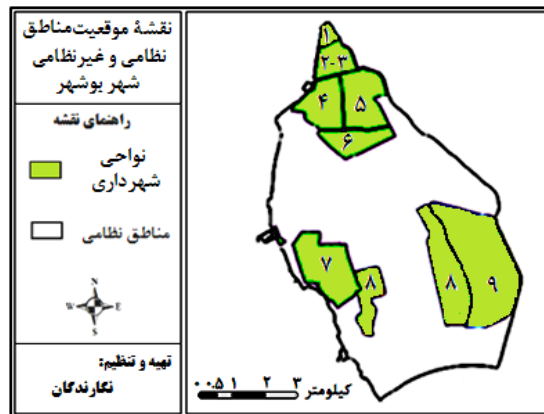 نقشهٔ موقعیت مناطق
نظامی و غیرنظامی
شهر بوشهر
راهنمای نقشه
نواحی
شهرداری
مناطق نظامی
N
W E
S
تهیه و تنظیم:
نگارندگان
۱
۲-۳
۴ ۵
۶
۷ ۸ ۸ ۹
۰ ۰.۵ ۱ ۲ ۳ کیلومتر